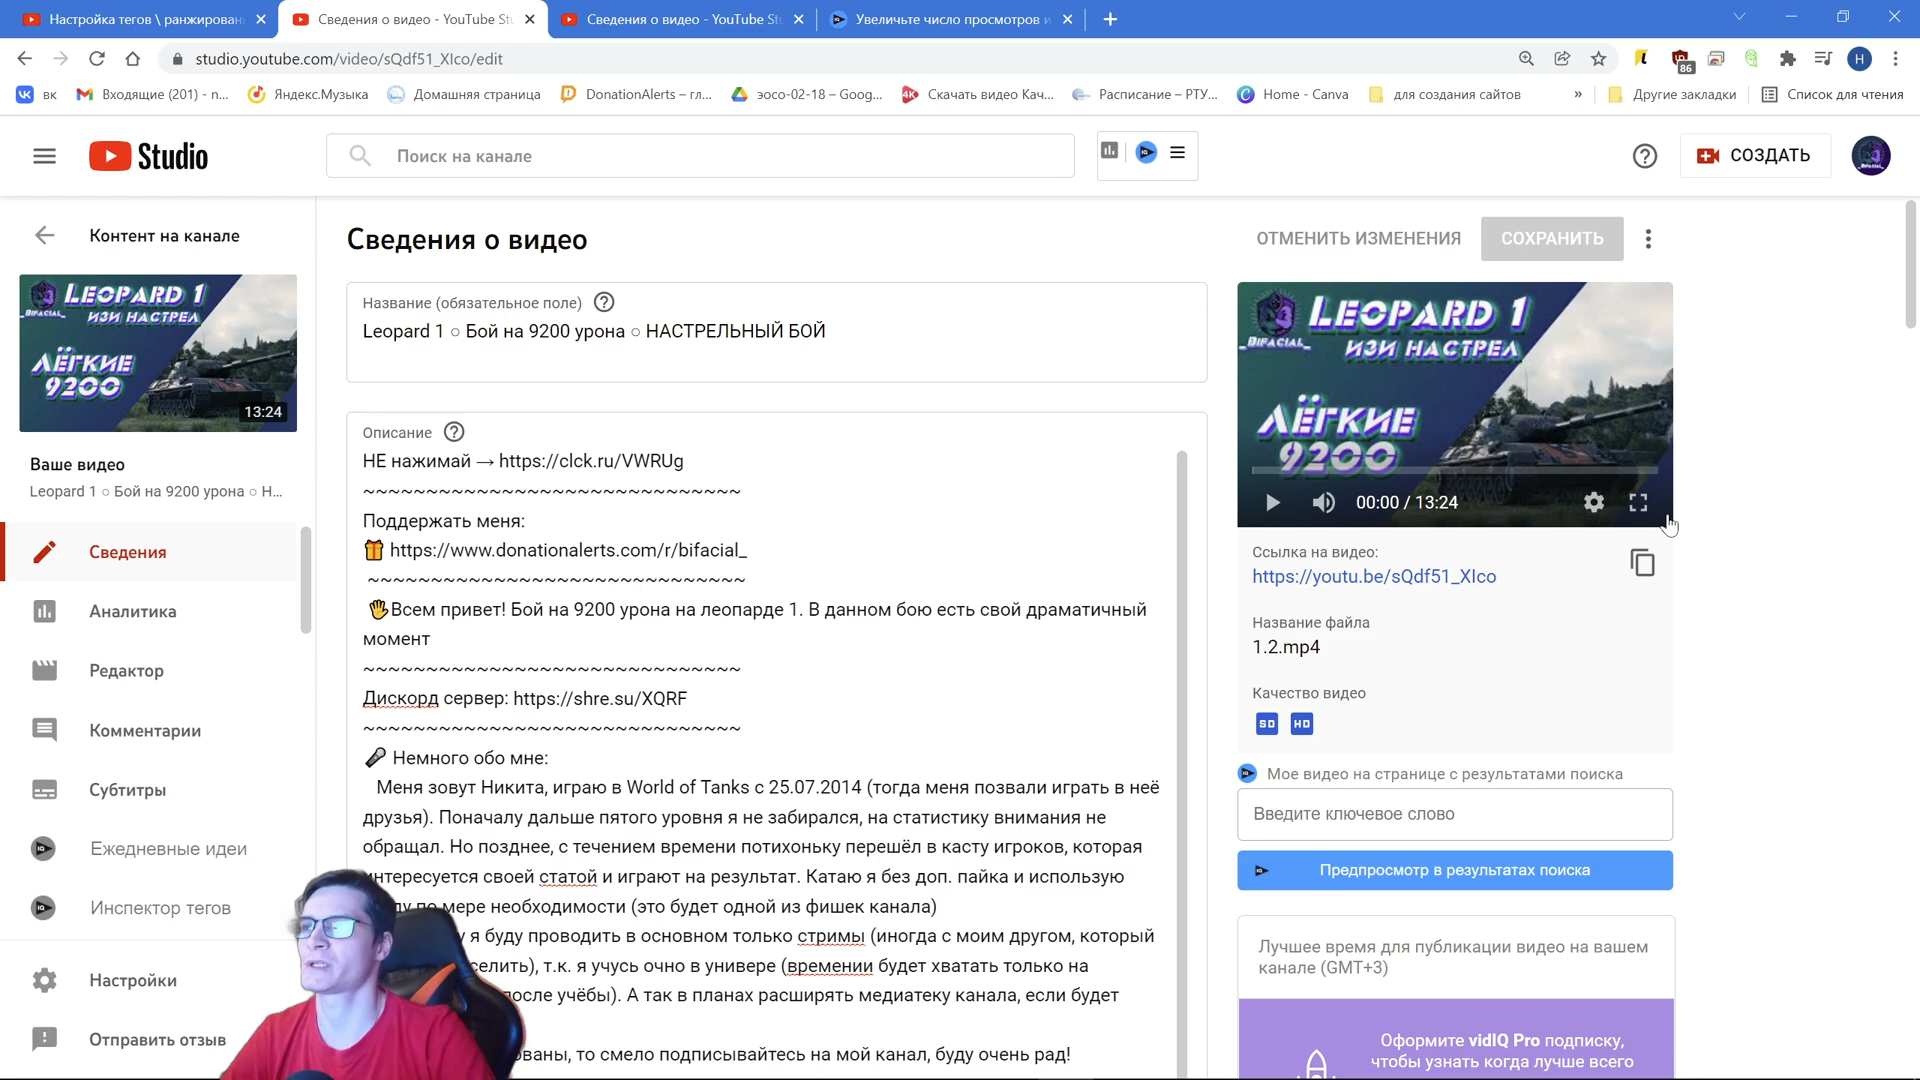 Настройка тегов \ ранжирован
Сведения о видео - YouTube St
Сведения о видео - YouTube St
Увеличьте число просмотров и
studio.youtube.com/video/sQdf51_XIco/edit
86
H
вк
Входящие (201) - n...
Яндекс.Музыка
Домашняя страница
DonationAlerts – гл...
эосо-02-18 – Goog...
Скачать видео Кач...
Расписание – РТУ...
Home - Canva
для создания сайтов
»
Другие закладки
Список для чтения
Studio
Поиск на канале
СОЗДАТЬ
Контент на канале
Сведения о видео
ОТМЕНИТЬ ИЗМЕНЕНИЯ
СОХРАНИТЬ
LEOPARD 1
ИЗИ НАСТРЕЛ
_BIFACIAL_
ЛЁГКИЕ
9200
13:24
Ваше видео
Leopard 1 ○ Бой на 9200 урона ○ Н...
Сведения
Аналитика
Редактор
Комментарии
Субтитры
Ежедневные идеи
Инспектор тегов
Настройки
Отправить отзыв
Название (обязательное поле)
Leopard 1 ○ Бой на 9200 урона ○ НАСТРЕЛЬНЫЙ БОЙ
Описание
НЕ нажимай → https://clck.ru/VWRUg
~~~~~~~~~~~~~~~~~~~~~~~~~~~~~~
Поддержать меня:
🎁 https://www.donationalerts.com/r/bifacial_
~~~~~~~~~~~~~~~~~~~~~~~~~~~~~~
🖐Всем привет! Бой на 9200 урона на леопарде 1. В данном бою есть свой драматичный
момент
~~~~~~~~~~~~~~~~~~~~~~~~~~~~~~
Дискорд сервер: https://shre.su/XQRF
~~~~~~~~~~~~~~~~~~~~~~~~~~~~~~
🎤 Немного обо мне:
Меня зовут Никита, играю в World of Tanks с 25.07.2014 (тогда меня позвали играть в неё
друзья). Поначалу дальше пятого уровня я не забирался, на статистику внимания не
обращал. Но позднее, с течением времени потихоньку перешёл в касту игроков, которая
интересуется своей статой и играют на результат. Катаю я без доп. пайка и использую
по мере необходимости (это будет одной из фишек канала)
я буду проводить в основном только стримы (иногда с моим другом, который
селить), т.к. я учусь очно в универе (времении будет хватать только на
после учёбы). А так в планах расширять медиатеку канала, если будет
ованы, то смело подписывайтесь на мой канал, буду очень рад!
LEOPARD 1
ИЗИ НАСТРЕЛ
_BIFACIAL_
ЛЁГКИЕ
9200
00:00 / 13:24
Ссылка на видео:
https://youtu.be/sQdf51_XIco
Название файла
1.2.mp4
Качество видео
SD HD
Мое видео на странице с результатами поиска
Введите ключевое слово
Предпросмотр в результатах поиска
Лучшее время для публикации видео на вашем
канале (GMT+3)
Оформите vidIQ Pro подписку,
чтобы узнать когда лучше всего